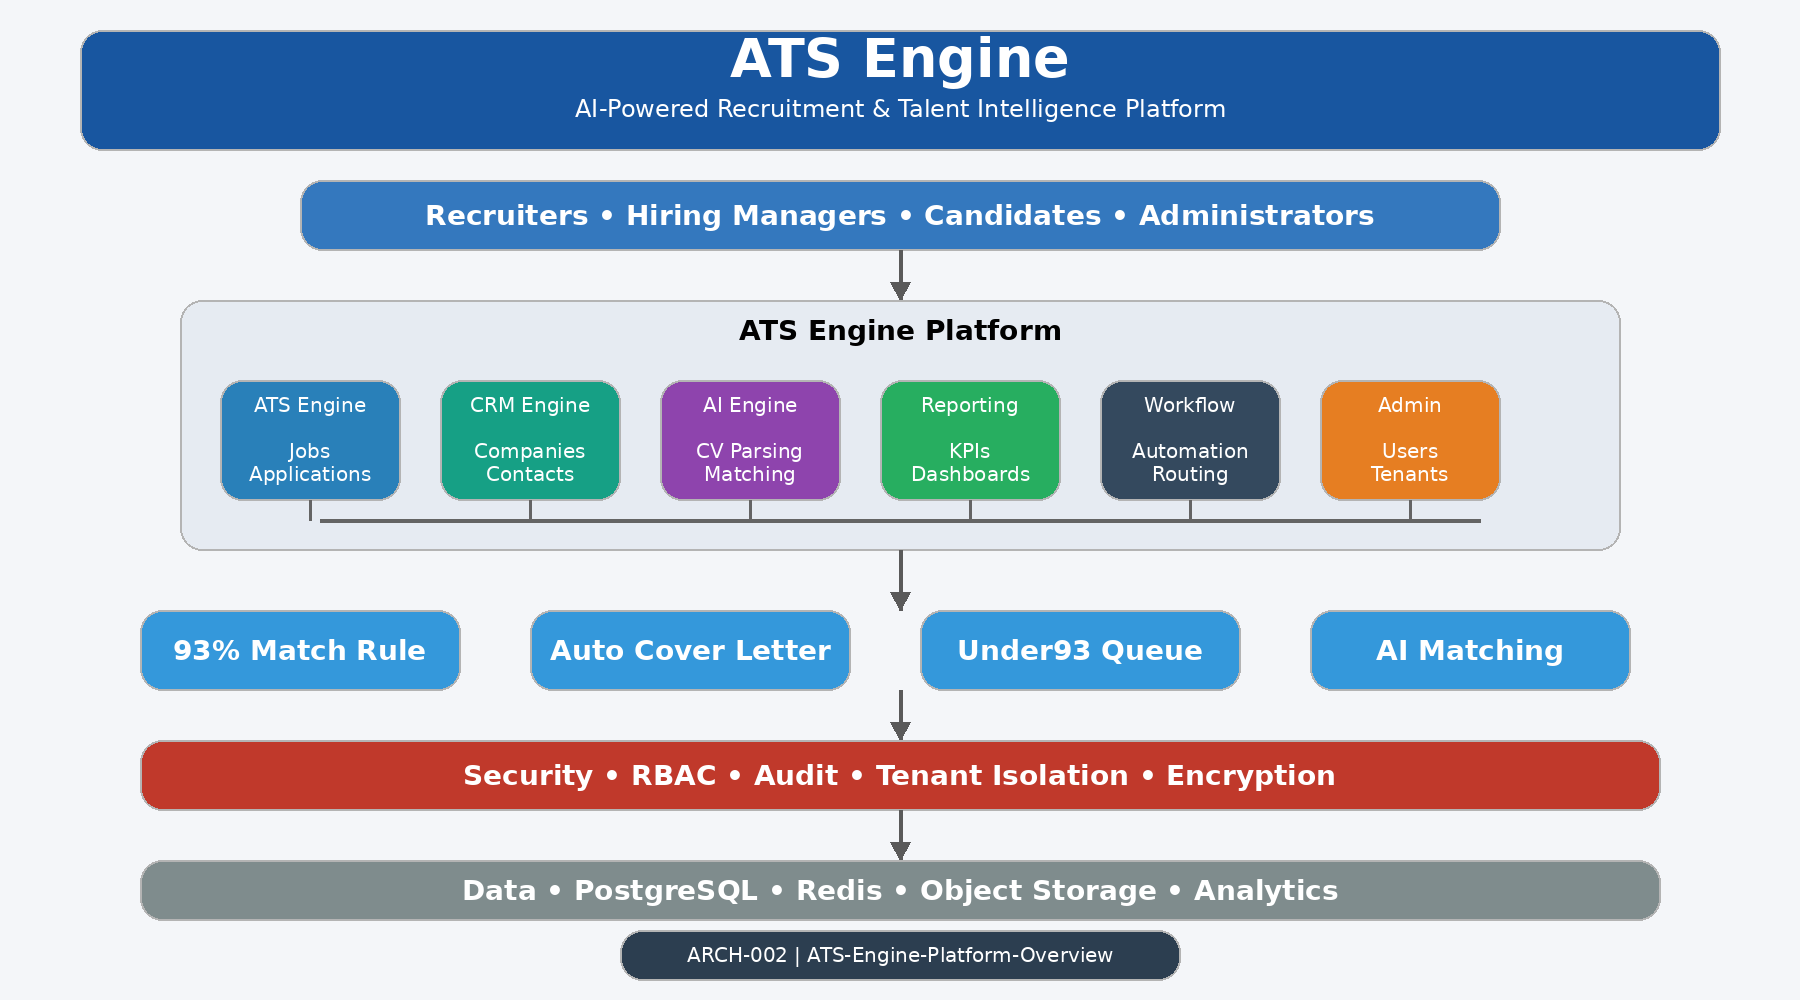 ATS Engine
AI-Powered Recruitment & Talent Intelligence Platform
Recruiters • Hiring Managers • Candidates • Administrators
ATS Engine Platform
ATS Engine
Jobs
Applications
CRM Engine
Companies
Contacts
AI Engine
CV Parsing
Matching
Reporting
KPIs
Dashboards
Workflow
Automation
Routing
Admin
Users
Tenants
93% Match Rule
Auto Cover Letter
Under93 Queue
AI Matching
Security • RBAC • Audit • Tenant Isolation • Encryption
Data • PostgreSQL • Redis • Object Storage • Analytics
ARCH-002 | ATS-Engine-Platform-Overview